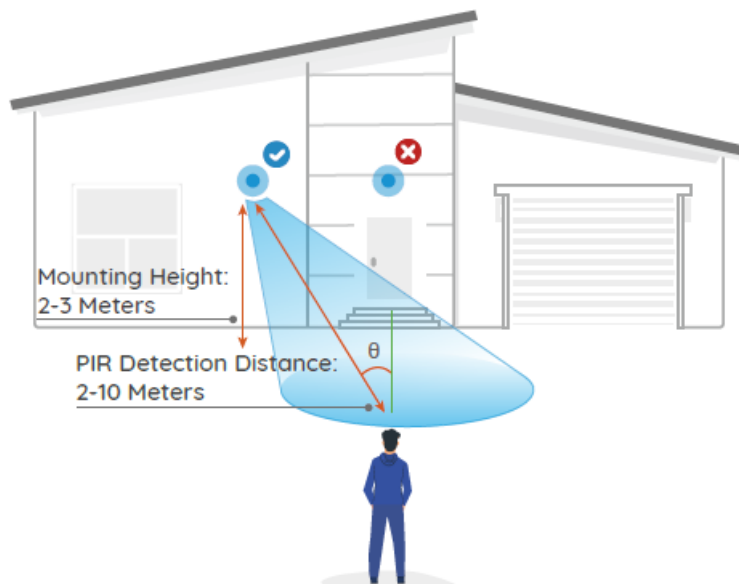 Mounting Height:
2-3 Meters
PIR Detection Distance:
2-10 Meters
θ